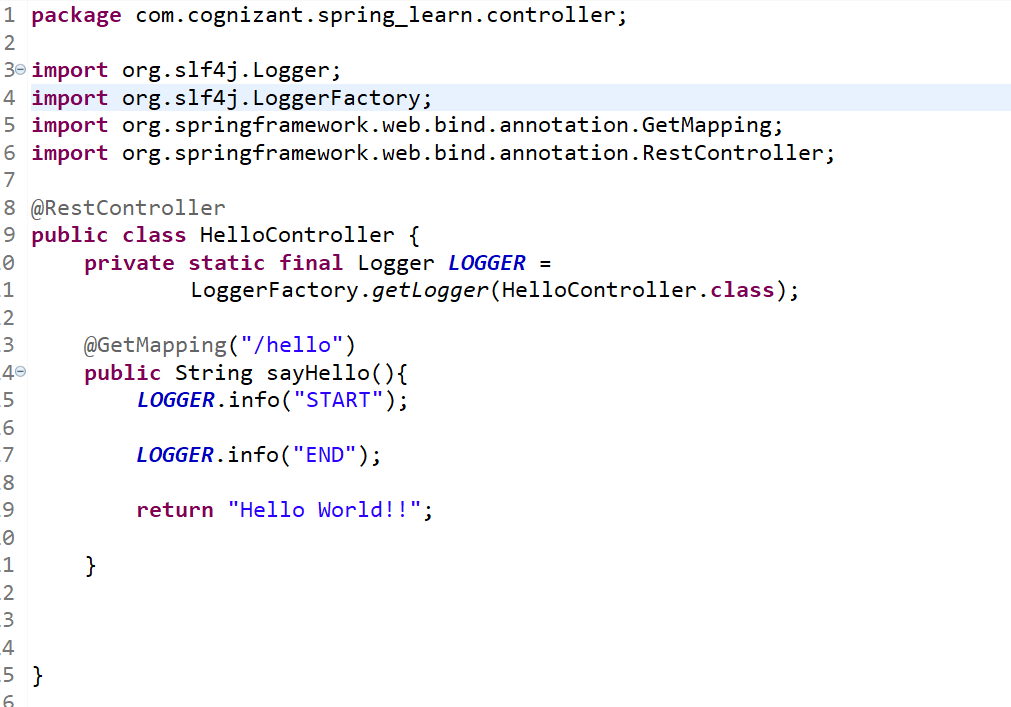 1 package com.cognizant.spring_learn.controller;
2
3 import org.slf4j.Logger;
4 import org.slf4j.LoggerFactory;
5 import org.springframework.web.bind.annotation.GetMapping;
6 import org.springframework.web.bind.annotation.RestController;
7
8 @RestController
9 public class HelloController {
0     private static final Logger LOGGER =
1             LoggerFactory.getLogger(HelloController.class);
2
3     @GetMapping("/hello")
4     public String sayHello(){
5         LOGGER.info("START");
6
7         LOGGER.info("END");
8
9         return "Hello World!!";
0
1     }
2
3
4
5 }
6